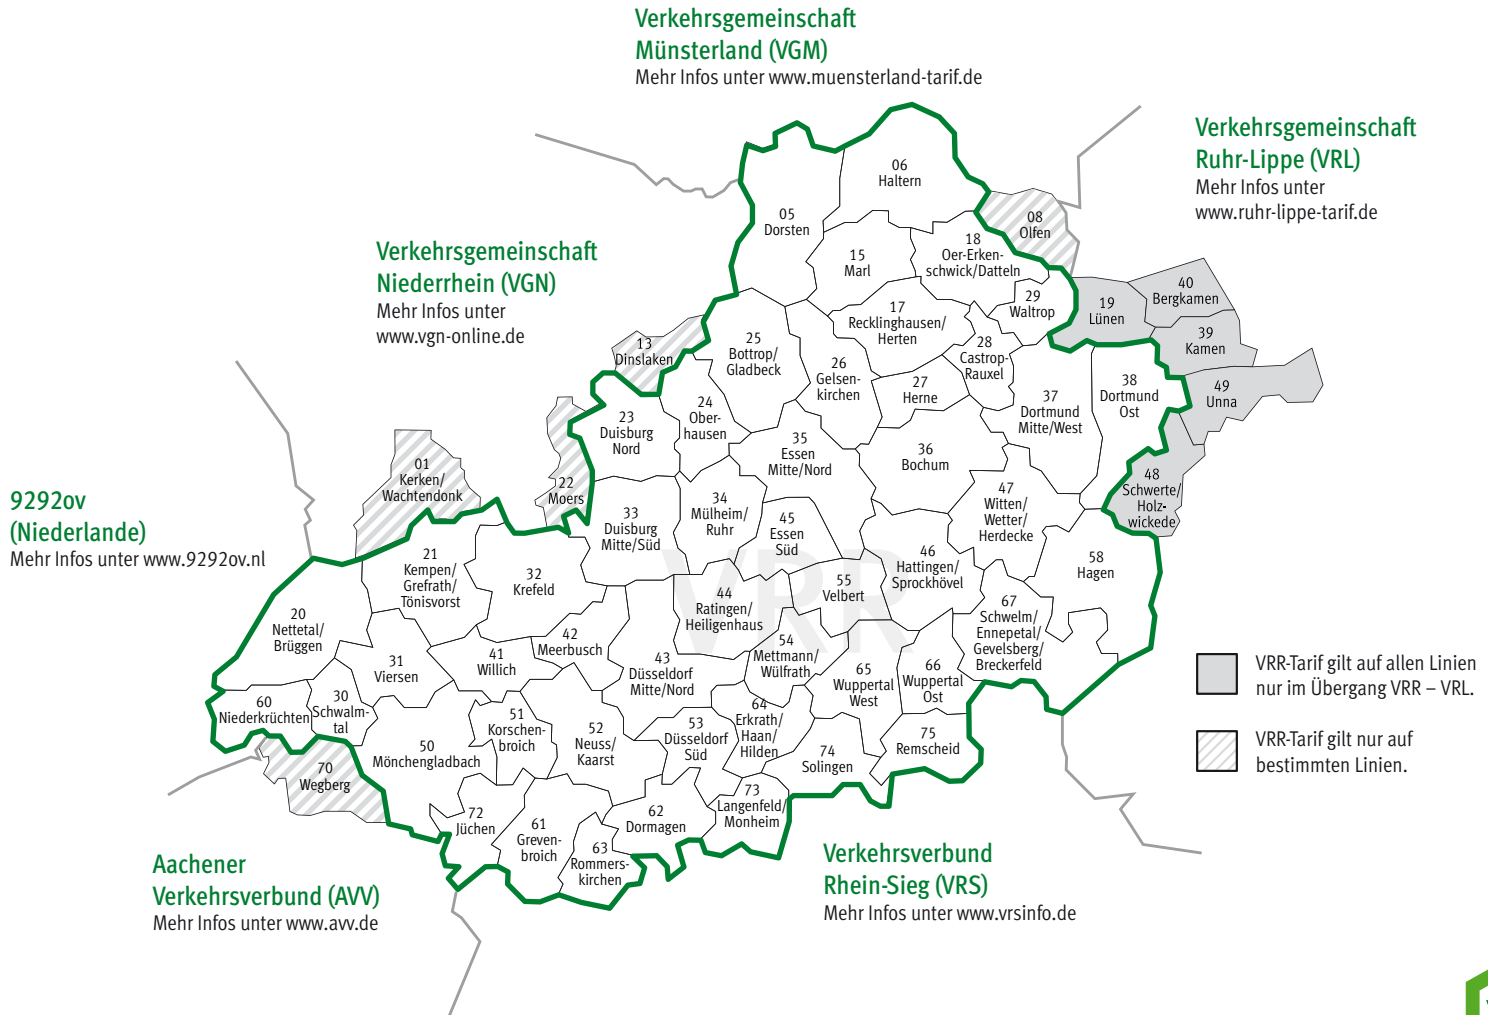 Verkehrsgemeinschaft
Münsterland (VGM)
Mehr Infos unter www.muensterland-tarif.de
Verkehrsgemeinschaft
Ruhr-Lippe (VRL)
Mehr Infos unter
www.ruhr-lippe-tarif.de
Verkehrsgemeinschaft
Niederrhein (VGN)
Mehr Infos unter
www.vgn-online.de
9292ov
(Niederlande)
Mehr Infos unter www.9292ov.nl
Aachener
Verkehrsverbund (AVV)
Mehr Infos unter www.avv.de
Verkehrsverbund
Rhein-Sieg (VRS)
Mehr Infos unter www.vrsinfo.de
VRR-Tarif gilt auf allen Linien
nur im Übergang VRR – VRL.
VRR-Tarif gilt nur auf
bestimmten Linien.
VRR
06
Haltern
05
Dorsten
08
Olfen
18
Oer-Erken-
schwick/Datteln
15
Marl
29
Waltrop
19
Lünen
40
Bergkamen
39
Kamen
49
Unna
17
Recklinghausen/
Herten
28
Castrop-
Rauxel
25
Bottrop/
Gladbeck
26
Gelsen-
kirchen
27
Herne
13
Dinslaken
37
Dortmund
Mitte/West
38
Dortmund
Ost
24
Ober-
hausen
23
Duisburg
Nord
35
Essen
Mitte/Nord
36
Bochum
01
Kerken/
Wachtendonk
22
Moers
48
Schwerte/
Holz-
wickede
47
Witten/
Wetter/
Herdecke
34
Mülheim/
Ruhr
33
Duisburg
Mitte/Süd
45
Essen
Süd
46
Hattingen/
Sprockhövel
58
Hagen
21
Kempen/
Grefrath/
Tönisvorst
32
Krefeld
44
Ratingen/
Heiligenhaus
55
Velbert
67
Schwelm/
Ennepetal/
Gevelsberg/
Breckerfeld
20
Nettetal/
Brüggen
31
Viersen
41
Willich
42
Meerbusch
43
Düsseldorf
Mitte/Nord
54
Mettmann/
Wülfrath
65
Wuppertal
West
66
Wuppertal
Ost
60
Niederkrüchten
30
Schwalm-
tal
50
Mönchengladbach
51
Korschen-
broich
52
Neuss/
Kaarst
53
Düsseldorf
Süd
64
Erkrath/
Haan/
Hilden
74
Solingen
75
Remscheid
70
Wegberg
72
Jüchen
61
Greven-
broich
63
Rommers-
kirchen
62
Dormagen
73
Langenfeld/
Monheim